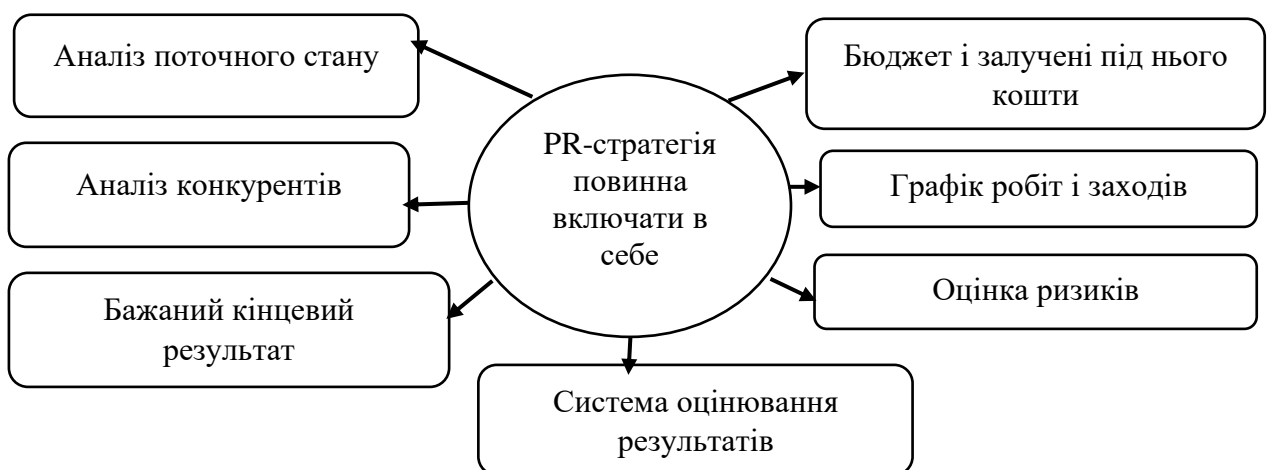 Аналіз поточного стану
Аналіз конкурентів
Бажаний кінцевий
результат
PR-стратегія
повинна
включати в
себе
Бюджет і залучені під нього
кошти
Графік робіт і заходів
Оцінка ризиків
Система оцінювання
результатів